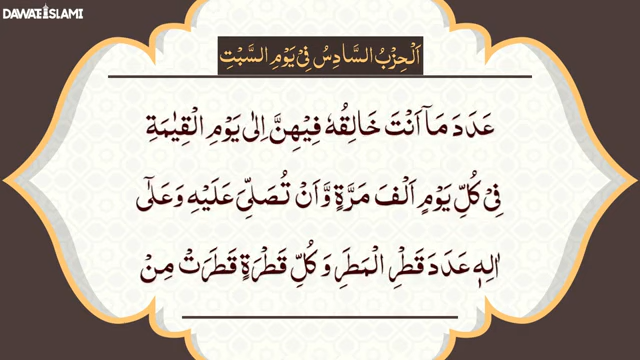 DAWATEISLAMI
اَلْحِزْبُ السَّادِسُ فِیْ یَوْمِ السَّبْتِ
عَدَدَ مَاۤ اَنْتَ خَالِقُهٗ فِیْهِنَّ اِلٰی یَوْمِ الْقِیٰمَةِ
فِیْ كُلِّ یَوْمٍ اَلْفَ مَرَّةٍ وَّاَنْ تُصَلِّیَ عَلَیْهِ وَعَلٰۤی
اٰلِهٖ عَدَدَ قَطْرِ الْمَطَرِ وَكُلِّ قَطْرَةٍ قَطَرَتْ مِنْ